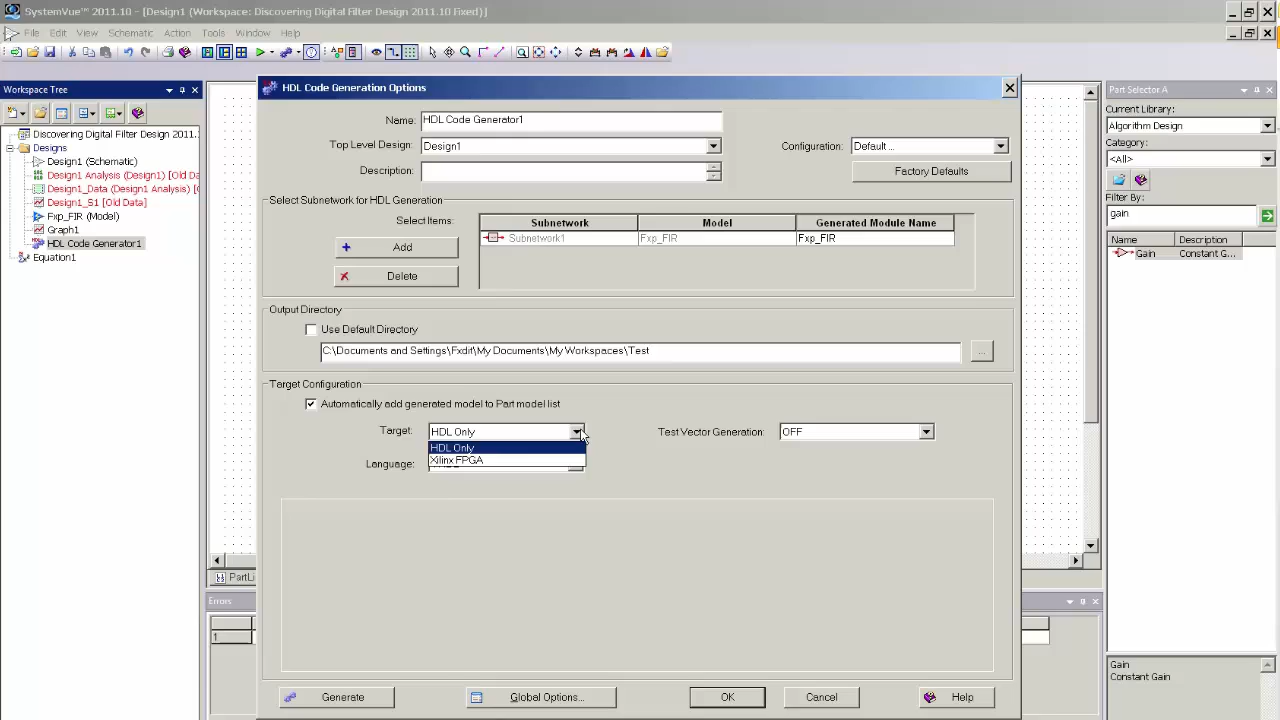 SystemVue™ 2011.10 - [Design1 (Workspace: Discovering Digital Filter Design 2011.10 Fixed)]
File Edit View Schematic Action Tools Window Help
Workspace Tree
Discovering Digital Filter Design 2011.
Designs
Design1 (Schematic)
Design1 Analysis (Design1) [Old Da
Design1_Data (Design1 Analysis) [O
Design1_S1 [Old Data]
Fxp_FIR (Model)
Graph1
HDL Code Generator1
Equation1
HDL Code Generation Options
Name: HDL Code Generator1
Top Level Design: Design1
Configuration: Default ...
Description:
Factory Defaults
Select Subnetwork for HDL Generation
Select Items:
Subnetwork Model Generated Module Name
Subnetwork1 Fxp_FIR Fxp_FIR
Add
Delete
Output Directory
Use Default Directory
C:\Documents and Settings\Fxdit\My Documents\My Workspaces\Test
...
Target Configuration
Automatically add generated model to Part model list
Target: HDL Only
Test Vector Generation: OFF
HDL Only
Xilinx FPGA
Language:
Generate
Global Options...
OK
Cancel
Help
PartLi
Errors
1
Part Selector A
Current Library:
Algorithm Design
Category:
<All>
Filter By:
gain
Name Description
Gain Constant G...
Gain
Constant Gain